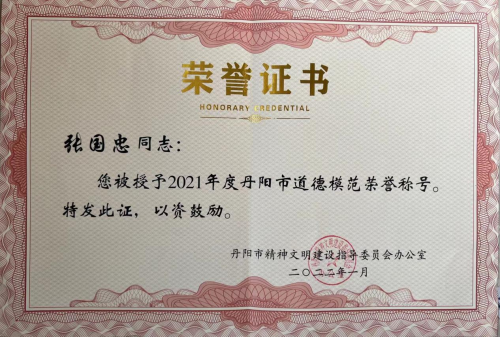 荣誉证书
HONORARY CREDENTIAL
张国忠同志：
您被授予2021年度丹阳市道德模范荣誉称号。
特发此证，以资鼓励。
丹阳市精神文明建设指导委员会办公室
二〇二二年一月